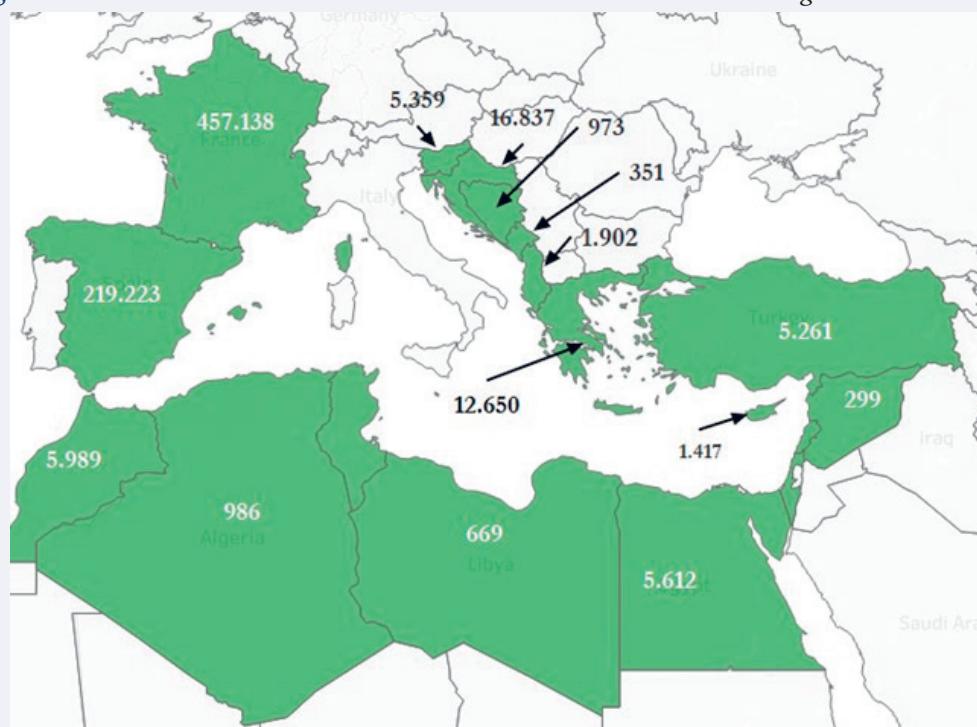 Germany
Ukraine
5.359
16.837
973
457.138
France
351
Italy
1.902
219.223
Turkey
5.261
12.650
299
1.417
Iraq
5.989
986
Algeria
669
Libya
5.612
Egypt
Saudi Ara